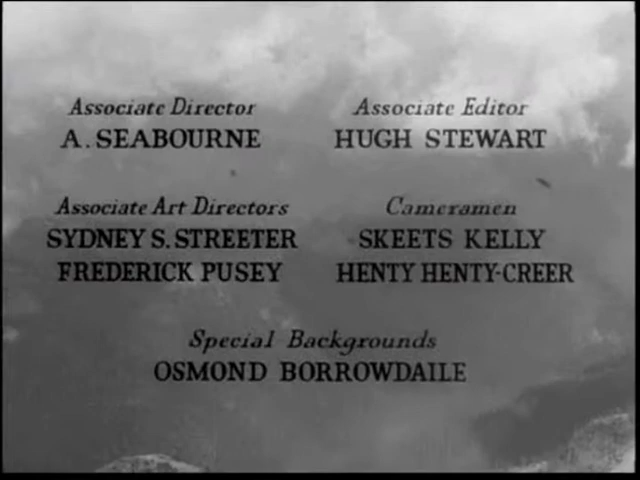 Associate Director
A. SEABOURNE
Associate Editor
HUGH STEWART
Associate Art Directors
SYDNEY S. STREETER
FREDERICK PUSEY
Cameramen
SKEETS KELLY
HENTY HENTY-CREER
Special Backgrounds
OSMOND BORROWDAILE